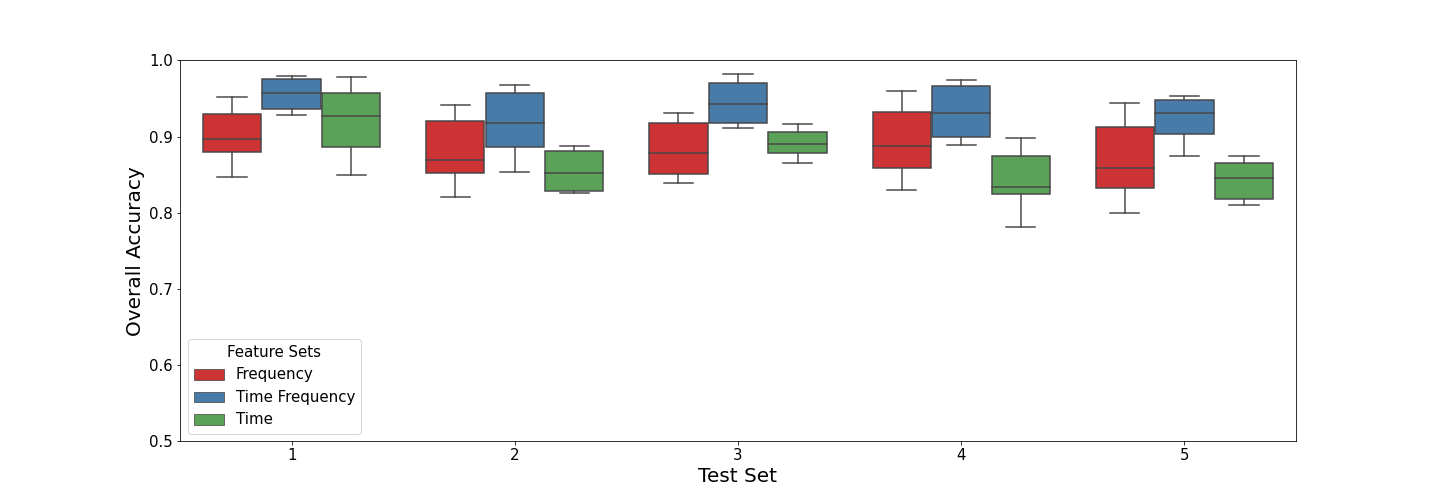 1.0
0.9
0.8
0.7
0.6
0.5
Overall Accuracy
Feature Sets
Frequency
Time Frequency
Time
1 2 3 4 5
Test Set